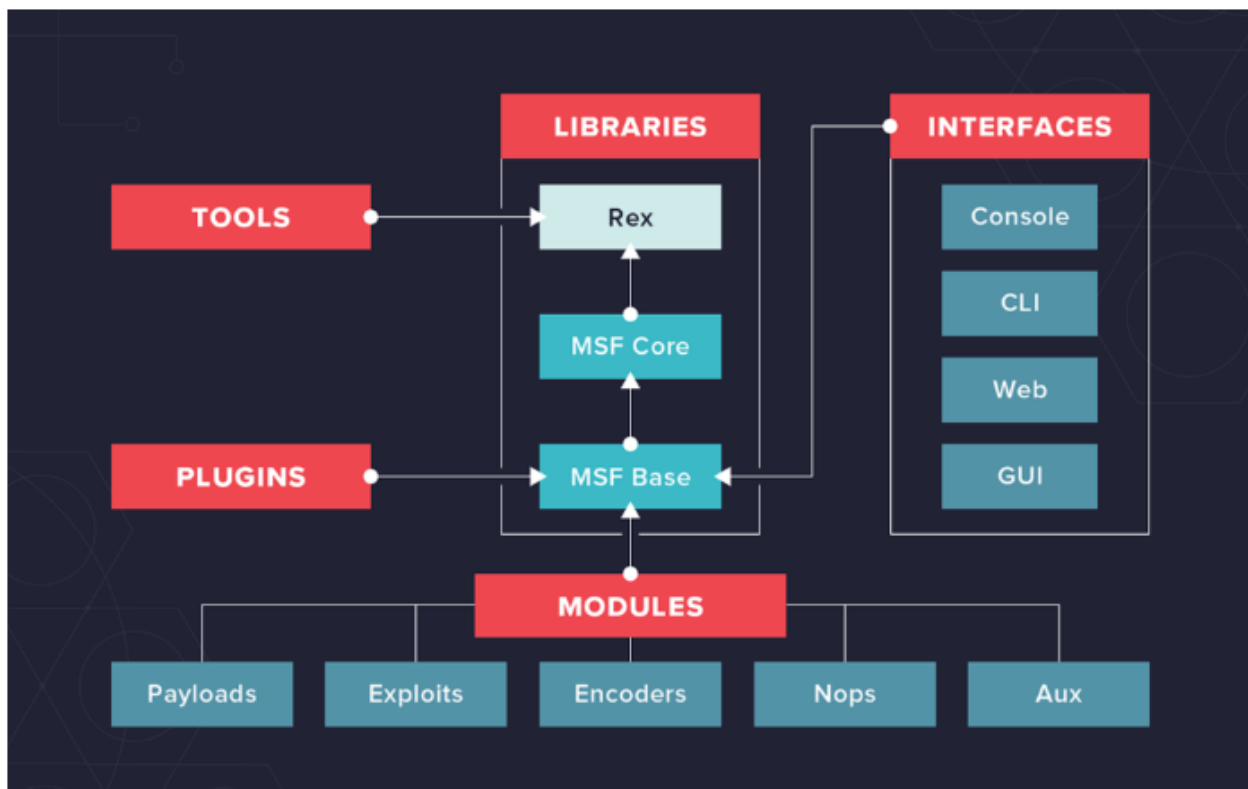 LIBRARIES
INTERFACES
TOOLS
Rex
Console
MSF Core
CLI
Web
PLUGINS
MSF Base
GUI
MODULES
Payloads
Exploits
Encoders
Nops
Aux